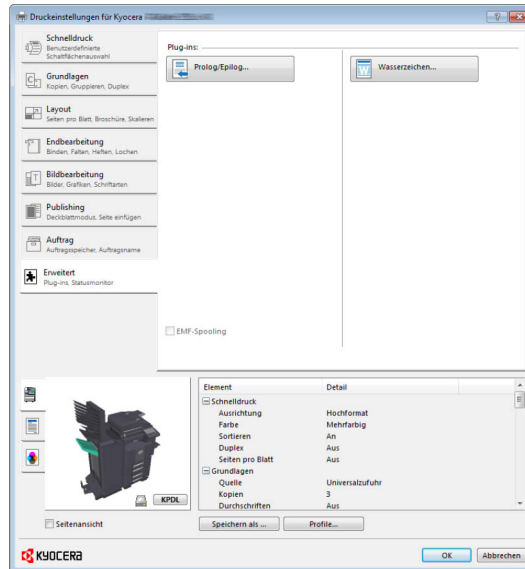 Druckeinstellungen für Kyocera
Schnelldruck
Benutzerdefinierte
Schaltflächenauswahl
Grundlagen
Kopien, Gruppieren, Duplex
Layout
Seiten pro Blatt, Broschüre, Skalieren
Endbearbeitung
Binden, Falten, Heften, Lochen
Bildbearbeitung
Bilder, Grafiken, Schriftarten
Publishing
Deckblattmodus, Seite einfügen
Auftrag
Auftragsspeicher, Auftragsname
Erweitert
Plug-ins, Statusmonitor
Plug-ins:
Prolog/Epilog...
Wasserzeichen...
EMF-Spooling
KPDL
Seitenansicht
Element Detail
Schnelldruck
Ausrichtung Hochformat
Farbe Mehrfarbig
Sortieren An
Duplex Aus
Seiten pro Blatt Aus
Grundlagen
Quelle Universalzufuhr
Kopien 3
Durchschriften Aus
Speichern als ... Profile...
KYOCERA
OK Abbrechen